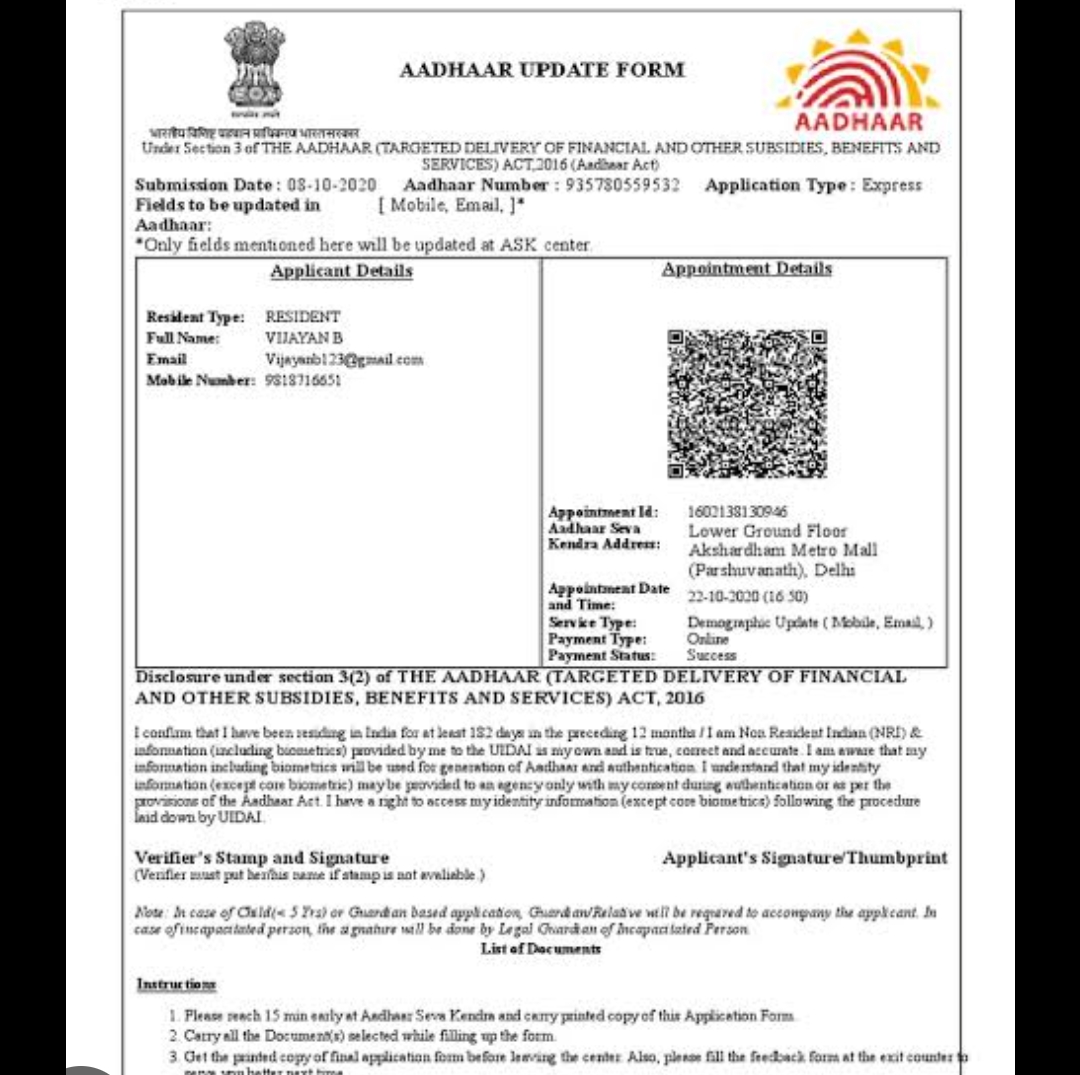 सत्यमेव जयते
AADHAAR UPDATE FORM
AADHAAR
भारतीय विशिष्ट पहचान प्राधिकरण भारत सरकार
Under Section 3 of THE AADHAAR (TARGETED DELIVERY OF FINANCIAL AND OTHER SUBSIDIES, BENEFITS AND
SERVICES) ACT,2016 (Aadhaar Act)
Submission Date : 08-10-2020 Aadhaar Number : 935780559532 Application Type : Express
Fields to be updated in [ Mobile, Email, ]*
Aadhaar:
*Only fields mentioned here will be updated at ASK center.
Applicant Details
Resident Type: RESIDENT
Full Name: VIJAYAN B
Email Vijayanb123@gmail.com
Mobile Number: 9818716651
Appointment Details
Appointment Id: 1602138130946
Aadhaar Seva Lower Ground Floor
Kendra Address: Akshardham Metro Mall
(Parshuvanath), Delhi
Appointment Date
and Time: 22-10-2020 (16:50)
Service Type: Demographic Update ( Mobile, Email, )
Payment Type: Online
Payment Status: Success
Disclosure under section 3(2) of THE AADHAAR (TARGETED DELIVERY OF FINANCIAL
AND OTHER SUBSIDIES, BENEFITS AND SERVICES) ACT, 2016
I confirm that I have been residing in India for at least 182 days in the preceding 12 months / I am Non Resident Indian (NRI) &
information (including biometrics) provided by me to the UIDAI is my own and is true, correct and accurate. I am aware that my
information including biometrics will be used for generation of Aadhaar and authentication. I understand that my identity
information (except core biometric) may be provided to an agency only with my consent during authentication or as per the
provisions of the Aadhaar Act. I have a right to access my identity information (except core biometrics) following the procedure
laid down by UIDAI.
Verifier's Stamp and Signature
(Verifier must put her/his name if stamp is not avaliable.)
Applicant's Signature/Thumbprint
Note: In case of Child(< 5 Yrs) or Guardian based application, Guardian/Relative will be required to accompany the applicant. In
case of incapacitated person, the signature will be done by Legal Guardian of Incapacitated Person.
List of Documents
Instructions
1. Please reach 15 min early at Aadhaar Seva Kendra and carry printed copy of this Application Form.
2. Carry all the Document(s) selected while filling up the form.
3. Get the printed copy of final application form before leaving the center. Also, please fill the feedback form at the exit counter to
serve you better next time.